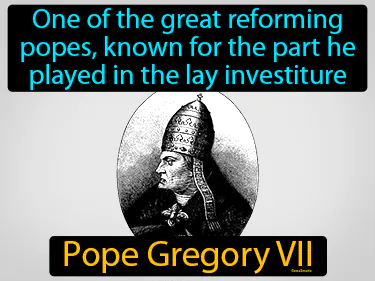 One of the great reforming
popes, known for the part he
played in the lay investiture
Pope Gregory VII